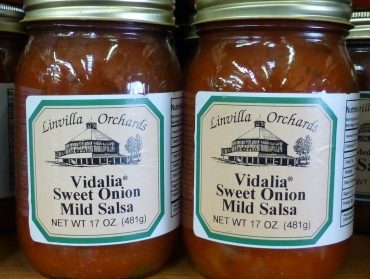 Linvilla Orchards
Vidalia®
Sweet Onion
Mild Salsa
NET WT 17 OZ. (481g)
Linvilla Orchards
Vidalia®
Sweet Onion
Mild Salsa
NET WT 17 OZ. (481g)